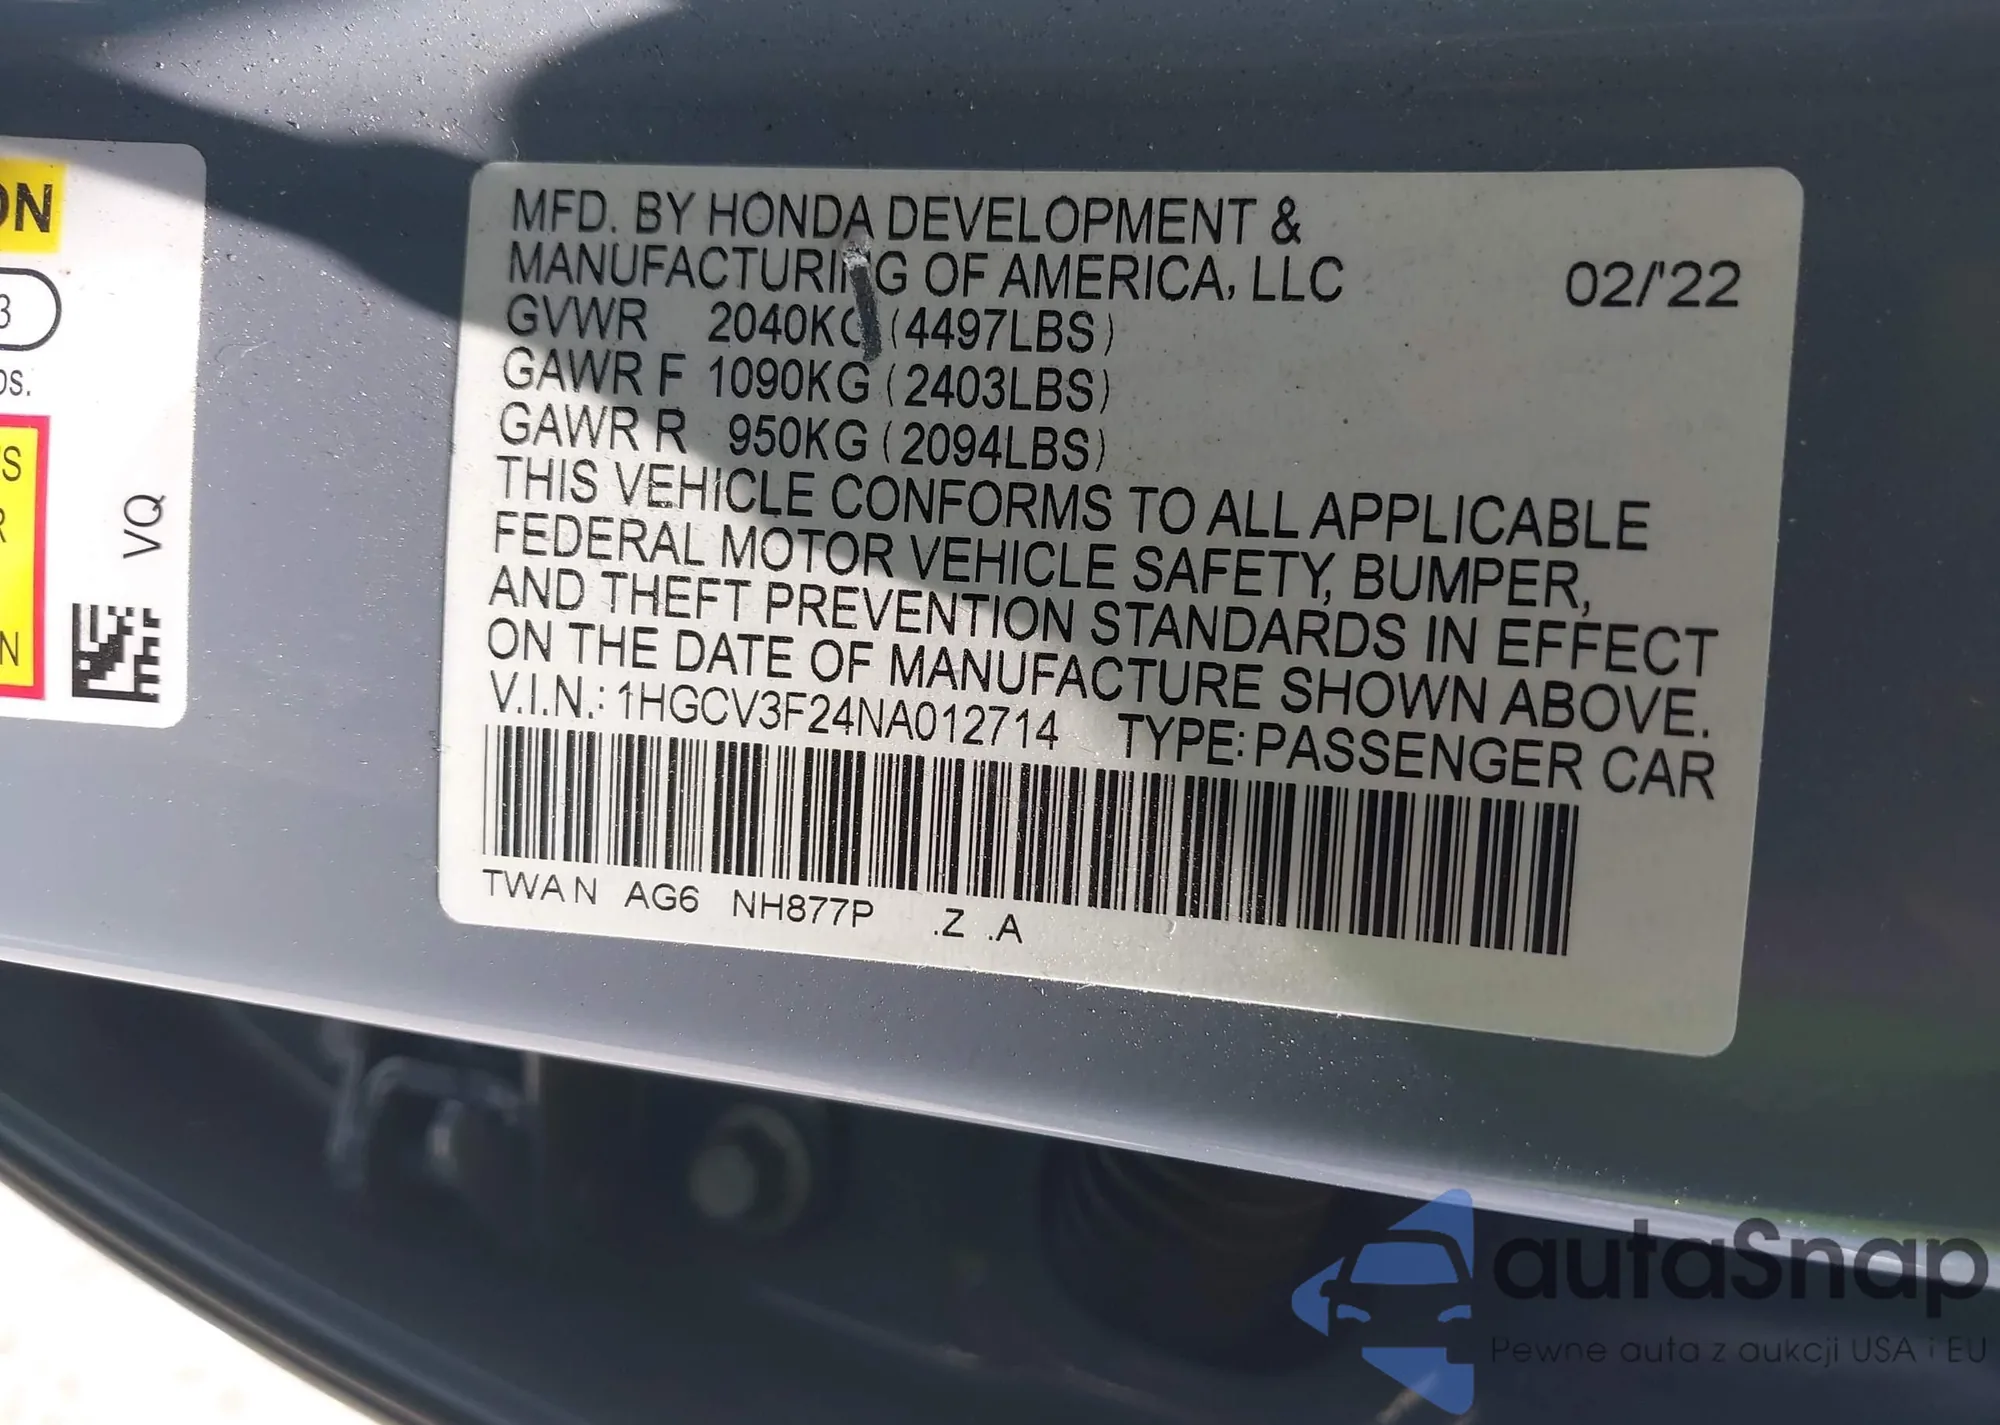 ON
3
os.
'S
R
N
VQ
MFD. BY HONDA DEVELOPMENT &
MANUFACTURING OF AMERICA, LLC
02/'22
GVWR 2040KG (4497LBS)
GAWR F 1090KG (2403LBS)
GAWR R 950KG (2094LBS)
THIS VEHICLE CONFORMS TO ALL APPLICABLE
FEDERAL MOTOR VEHICLE SAFETY, BUMPER,
AND THEFT PREVENTION STANDARDS IN EFFECT
ON THE DATE OF MANUFACTURE SHOWN ABOVE.
V.I.N.: 1HGCV3F24NA012714 TYPE: PASSENGER CAR
TWAN AG6 NH877P .Z .A
autaSnap
Pewne auta z aukcji USA i EU